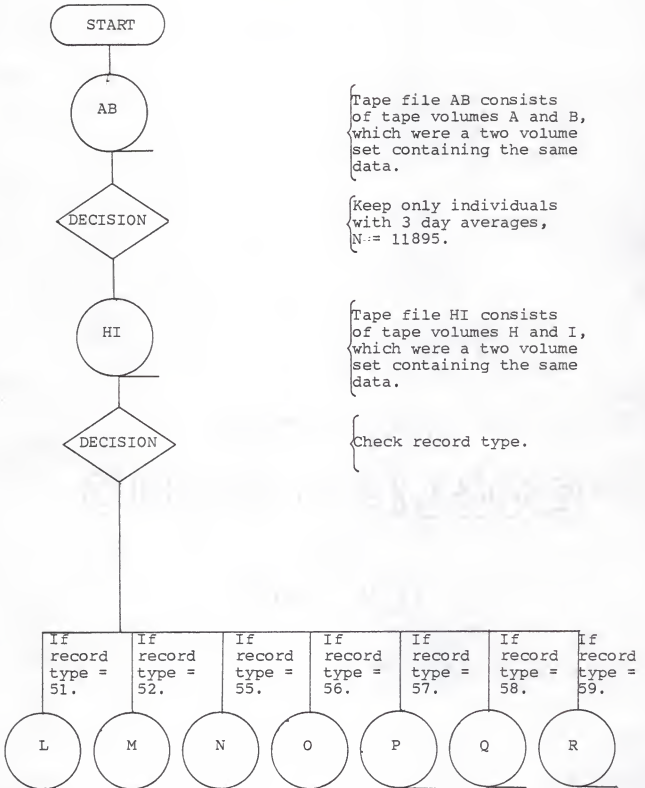 START
AB
Tape file AB consists
of tape volumes A and B,
which were a two volume
set containing the same
data.
DECISION
Keep only individuals
with 3 day averages,
N = 11895.
HI
Tape file HI consists
of tape volumes H and I,
which were a two volume
set containing the same
data.
DECISION
Check record type.
If
record
type =
51.
If
record
type =
52.
If
record
type =
55.
If
record
type =
56.
If
record
type =
57.
If
record
type =
58.
If
record
type =
59.
L
M
N
O
P
Q
R